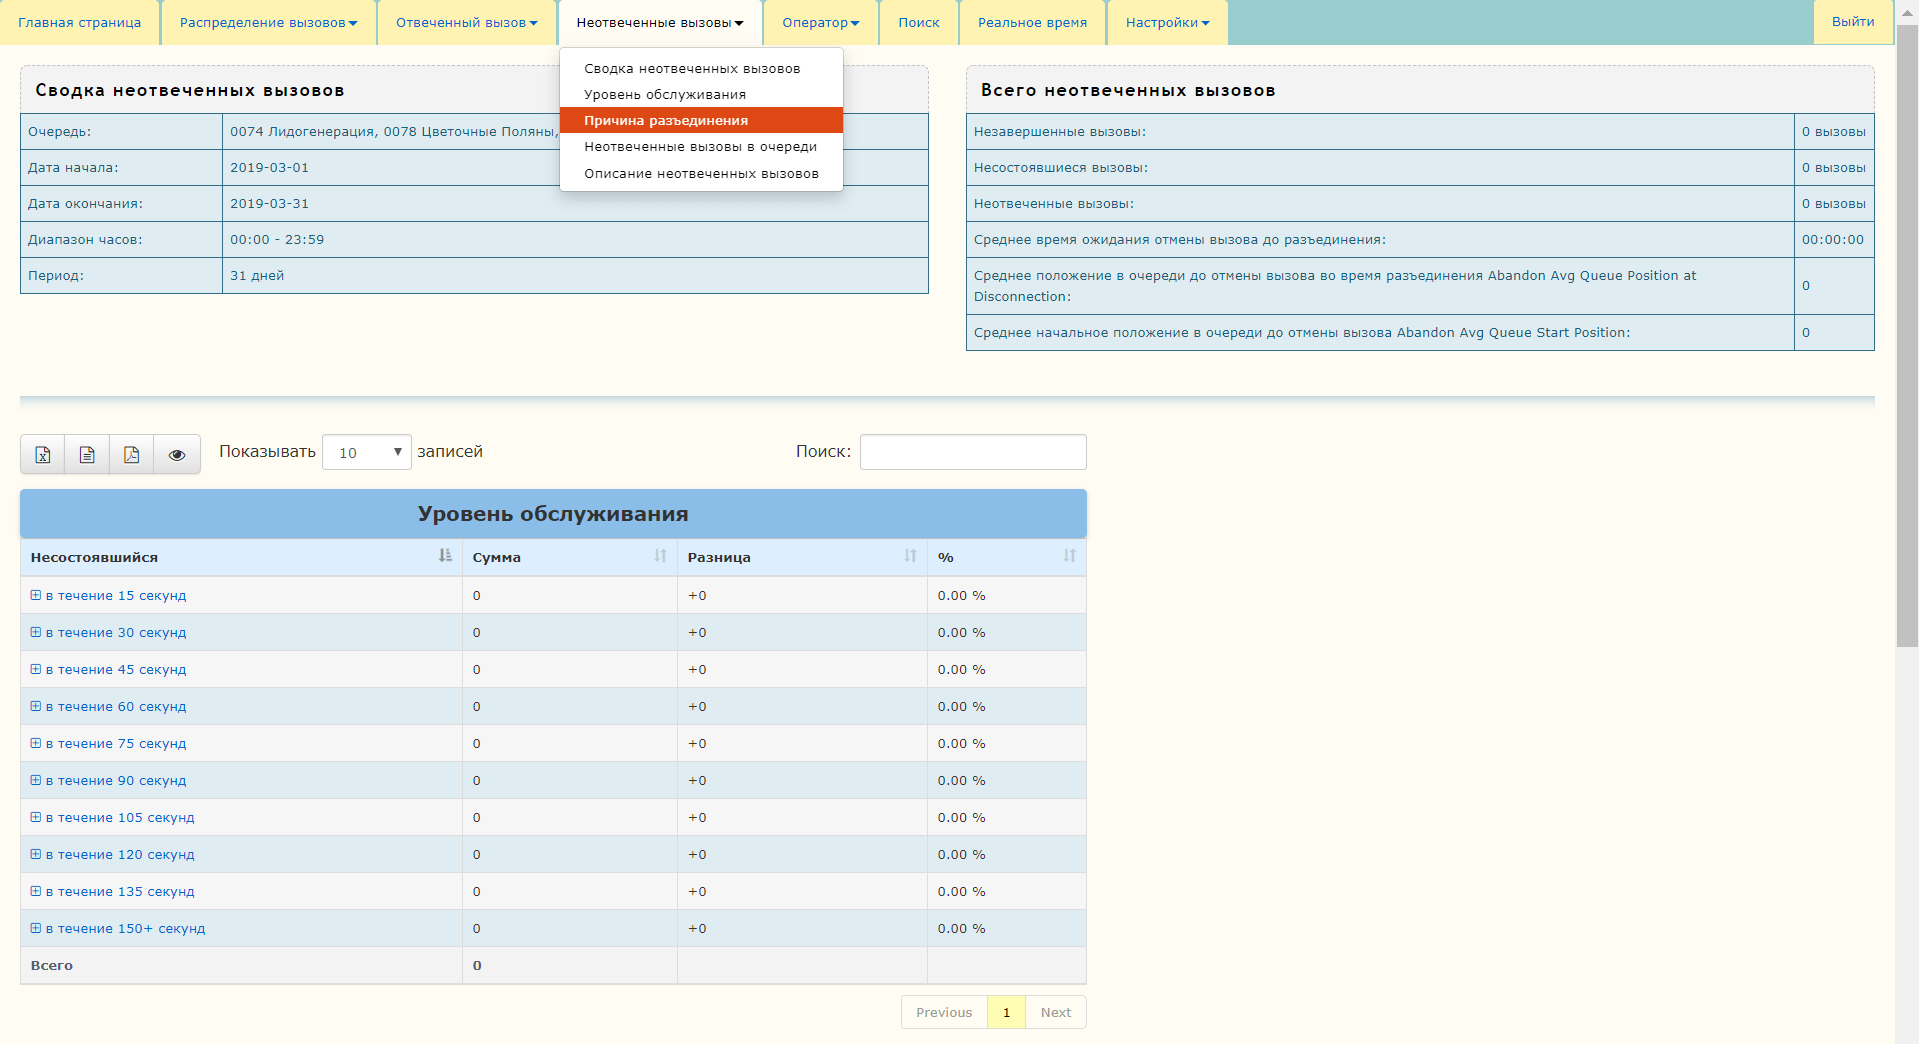 Главная страница
Распределение вызовов
Отвеченный вызов
Неотвеченные вызовы
Оператор
Поиск
Реальное время
Настройки
Выйти
Сводка неотвеченных вызовов
Уровень обслуживания
Причина разъединения
Неотвеченные вызовы в очереди
Описание неотвеченных вызовов
Сводка неотвеченных вызовов
Очередь: 0074 Лидогенерация, 0078 Цветочные Поляны,
Дата начала: 2019-03-01
Дата окончания: 2019-03-31
Диапазон часов: 00:00 - 23:59
Период: 31 дней
Всего неотвеченных вызовов
Незавершенные вызовы: 0 вызовы
Несостоявшиеся вызовы: 0 вызовы
Неотвеченные вызовы: 0 вызовы
Среднее время ожидания отмены вызова до разъединения: 00:00:00
Среднее положение в очереди до отмены вызова во время разъединения Abandon Avg Queue Position at
Disconnection: 0
Среднее начальное положение в очереди до отмены вызова Abandon Avg Queue Start Position: 0
Показывать 10 записей
Поиск:
Уровень обслуживания
Несостоявшийся Сумма Разница %
в течение 15 секунд 0 +0 0.00 %
в течение 30 секунд 0 +0 0.00 %
в течение 45 секунд 0 +0 0.00 %
в течение 60 секунд 0 +0 0.00 %
в течение 75 секунд 0 +0 0.00 %
в течение 90 секунд 0 +0 0.00 %
в течение 105 секунд 0 +0 0.00 %
в течение 120 секунд 0 +0 0.00 %
в течение 135 секунд 0 +0 0.00 %
в течение 150+ секунд 0 +0 0.00 %
Всего 0
Previous 1 Next